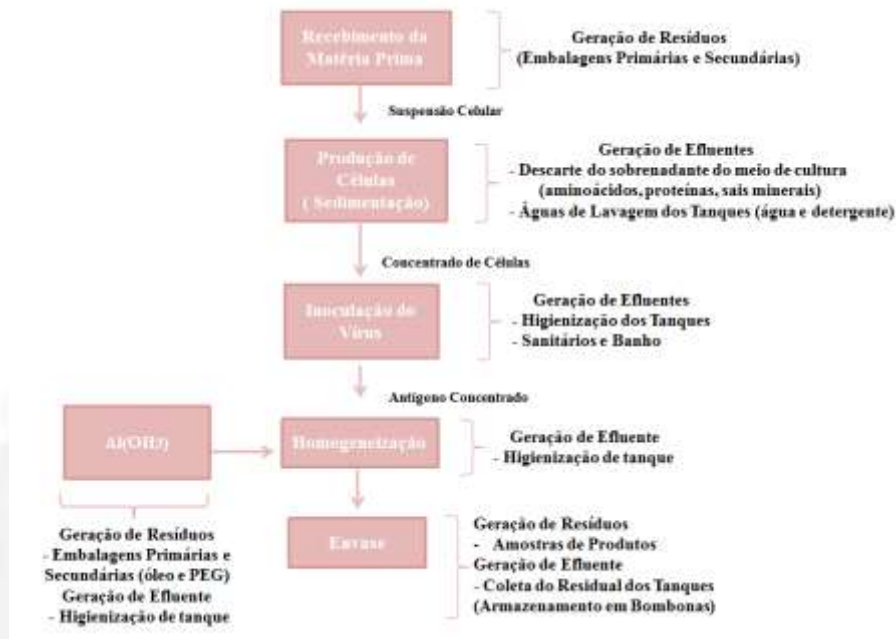 Recebimento da
Matéria Prima
Geração de Resíduos
(Embalagens Primárias e Secundárias)
Suspensão Celular
Produção de
Células
( Sedimentação)
Geração de Efluentes
- Descarte do sobrenadante do meio de cultura
(aminoácidos, proteínas, sais minerais)
- Águas de Lavagem dos Tanques (água e detergente)
Concentrado de Células
Inoculação do
Vírus
Geração de Efluentes
- Higienização dos Tanques
- Sanitários e Banho
Antígeno Concentrado
Al(OH3)
Homogeneização
Geração de Efluente
- Higienização de tanque
Geração de Resíduos
- Embalagens Primárias e
Secundárias (óleo e PEG)
Geração de Efluente
- Higienização de tanque
Envase
Geração de Resíduos
- Amostras de Produtos
Geração de Efluente
- Coleta do Residual dos Tanques
(Armazenamento em Bombonas)